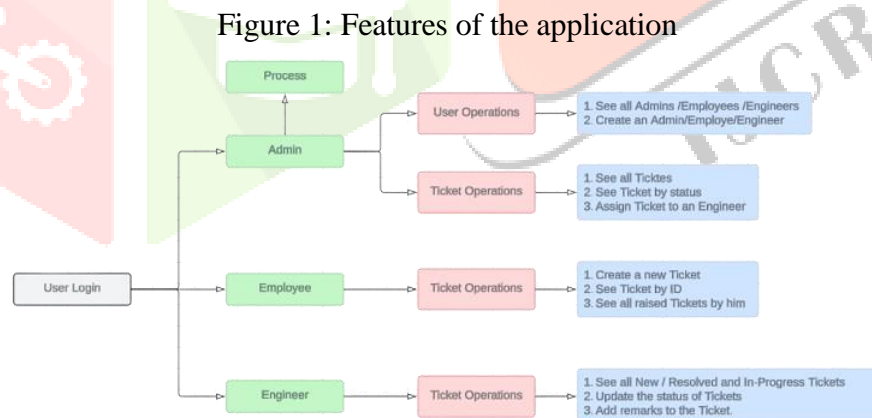 Figure 1: Features of the application
Process
User Operations
1. See all Admins /Employees /Engineers
2. Create an Admin/Employe/Engineer
Admin
Ticket Operations
1. See all Ticktes
2. See Ticket by status
3. Assign Ticket to an Engineer
User Login
Employee
Ticket Operations
1. Create a new Ticket
2. See Ticket by ID
3. See all raised Tickets by him
Engineer
Ticket Operations
1. See all New / Resolved and In-Progress Tickets
2. Update the status of Tickets
3. Add remarks to the Ticket.
IJCR